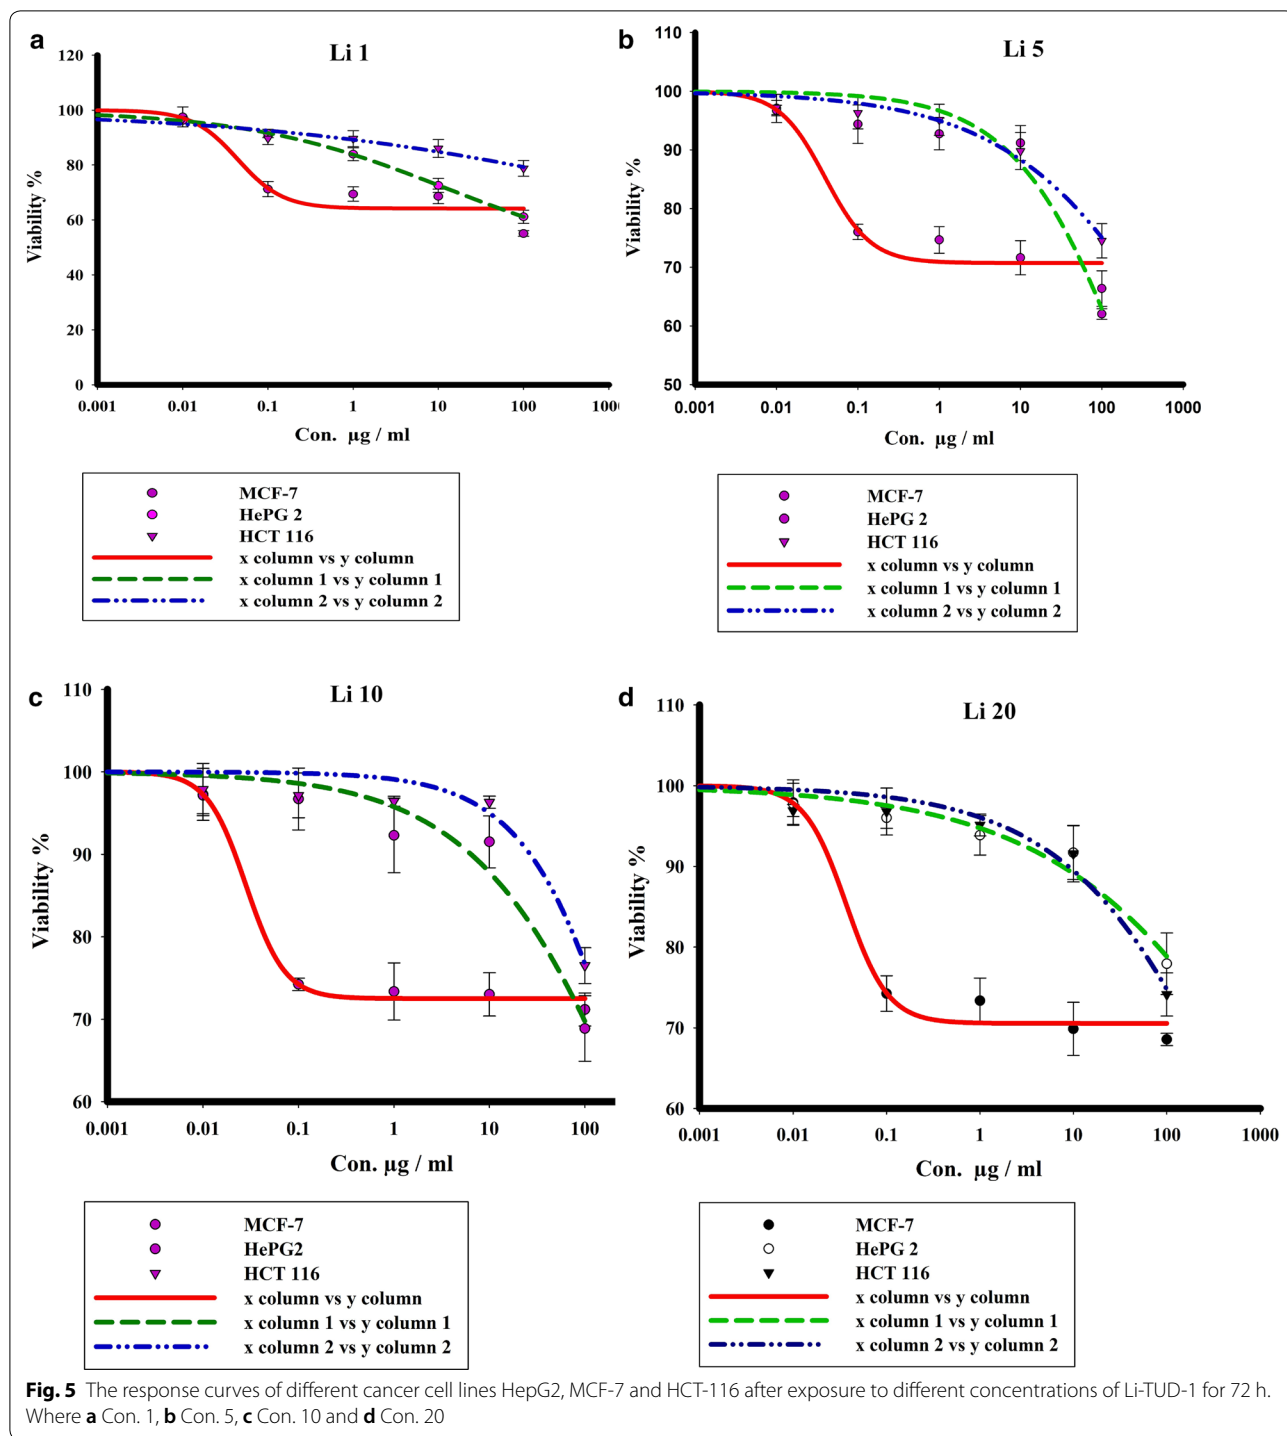 a
Li 1
120
100
80
60
40
20
0
Viability %
0.001 0.01 0.1 1 10 100 1000
Con. µg / ml
MCF-7
HePG 2
HCT 116
x column vs y column
x column 1 vs y column 1
x column 2 vs y column 2
b
Li 5
110
100
90
80
70
60
50
Viability %
0.001 0.01 0.1 1 10 100 1000
Con. µg / ml
MCF-7
HePG 2
HCT 116
x column vs y column
x column 1 vs y column 1
x column 2 vs y column 2
c
Li 10
110
100
90
80
70
60
Viability %
0.001 0.01 0.1 1 10 100
Con. µg / ml
MCF-7
HePG2
HCT 116
x column vs y column
x column 1 vs y column 1
x column 2 vs y column 2
d
Li 20
110
100
90
80
70
60
Viability %
0.001 0.01 0.1 1 10 100 1000
Con. µg / ml
MCF-7
HePG 2
HCT 116
x column vs y column
x column 1 vs y column 1
x column 2 vs y column 2
Fig. 5 The response curves of different cancer cell lines HepG2, MCF-7 and HCT-116 after exposure to different concentrations of Li-TUD-1 for 72 h.
Where a Con. 1, b Con. 5, c Con. 10 and d Con. 20